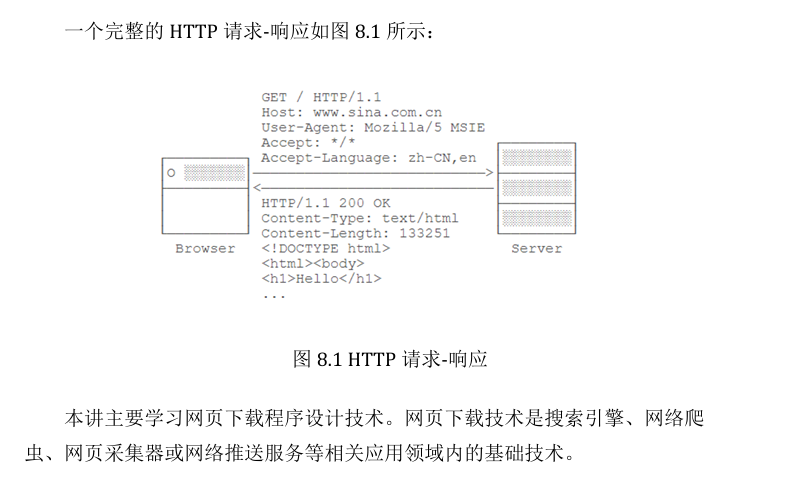 一个完整的 HTTP 请求-响应如图 8.1 所示：
GET / HTTP/1.1
Host: www.sina.com.cn
User-Agent: Mozilla/5 MSIE
Accept: */*
Accept-Language: zh-CN,en
HTTP/1.1 200 OK
Content-Type: text/html
Content-Length: 133251
<!DOCTYPE html>
<html><body>
<h1>Hello</h1>
...
Browser
Server
图 8.1 HTTP 请求-响应
本讲主要学习网页下载程序设计技术。网页下载技术是搜索引擎、网络爬
虫、网页采集器或网络推送服务等相关应用领域内的基础技术。